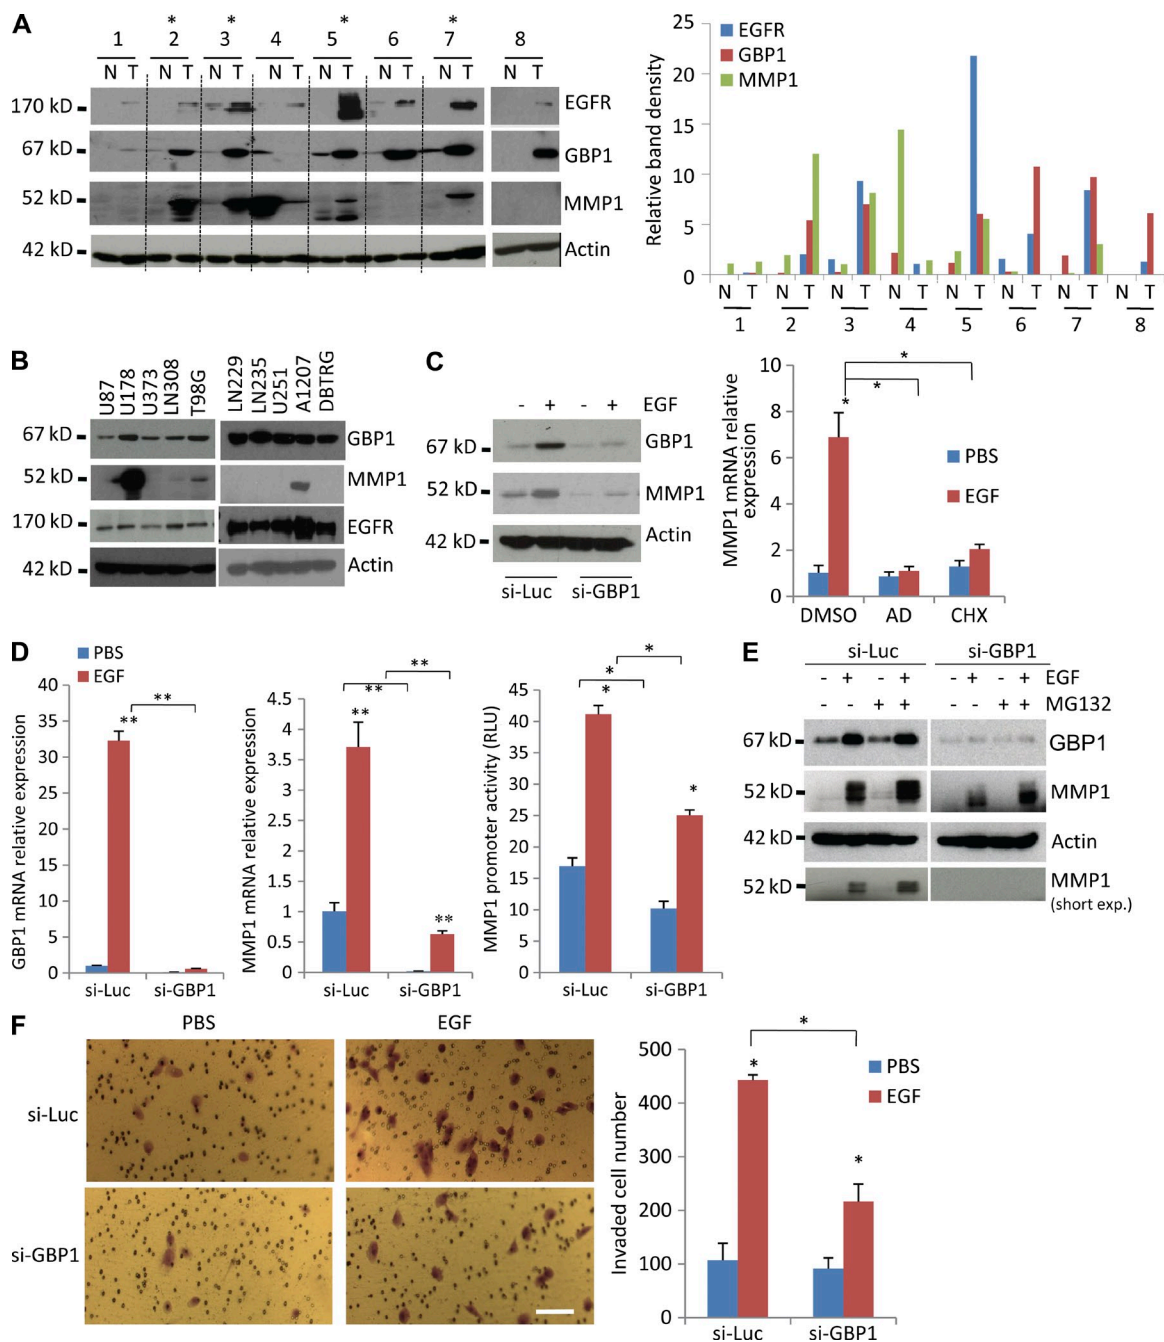 A
* * * *
1 2 3 4 5 6 7 8
N T N T N T N T N T N T N T N T
170 kD EGFR
67 kD GBP1
52 kD MMP1
42 kD Actin
Relative band density
25
20
15
10
5
0
EGFR
GBP1
MMP1
N T N T N T N T N T N T N T N T
1 2 3 4 5 6 7 8
B
U87 U178 U373 LN308 T98G LN229 LN235 U251 A1207 DBTRG
67 kD GBP1
52 kD MMP1
170 kD EGFR
42 kD Actin
C
- + - + EGF
67 kD GBP1
52 kD MMP1
42 kD Actin
si-Luc si-GBP1
MMP1 mRNA relative
expression
10
8
6
4
2
0
*
*
*
PBS
EGF
DMSO AD CHX
D
PBS
EGF
GBP1 mRNA relative expression
40
35
30
25
20
15
10
5
0
**
**
si-Luc si-GBP1
MMP1 mRNA relative expression
4.5
4
3.5
3
2.5
2
1.5
1
0.5
0
**
**
**
**
si-Luc si-GBP1
MMP1 promoter activity (RLU)
45
40
35
30
25
20
15
10
5
0
*
*
*
*
si-Luc si-GBP1
E
si-Luc si-GBP1
- + - + - + - + EGF
- - + + - - + + MG132
67 kD GBP1
52 kD MMP1
42 kD Actin
52 kD MMP1
(short exp.)
F
PBS EGF
si-Luc
si-GBP1
Invaded cell number
500
400
300
200
100
0
*
*
*
PBS
EGF
si-Luc si-GBP1